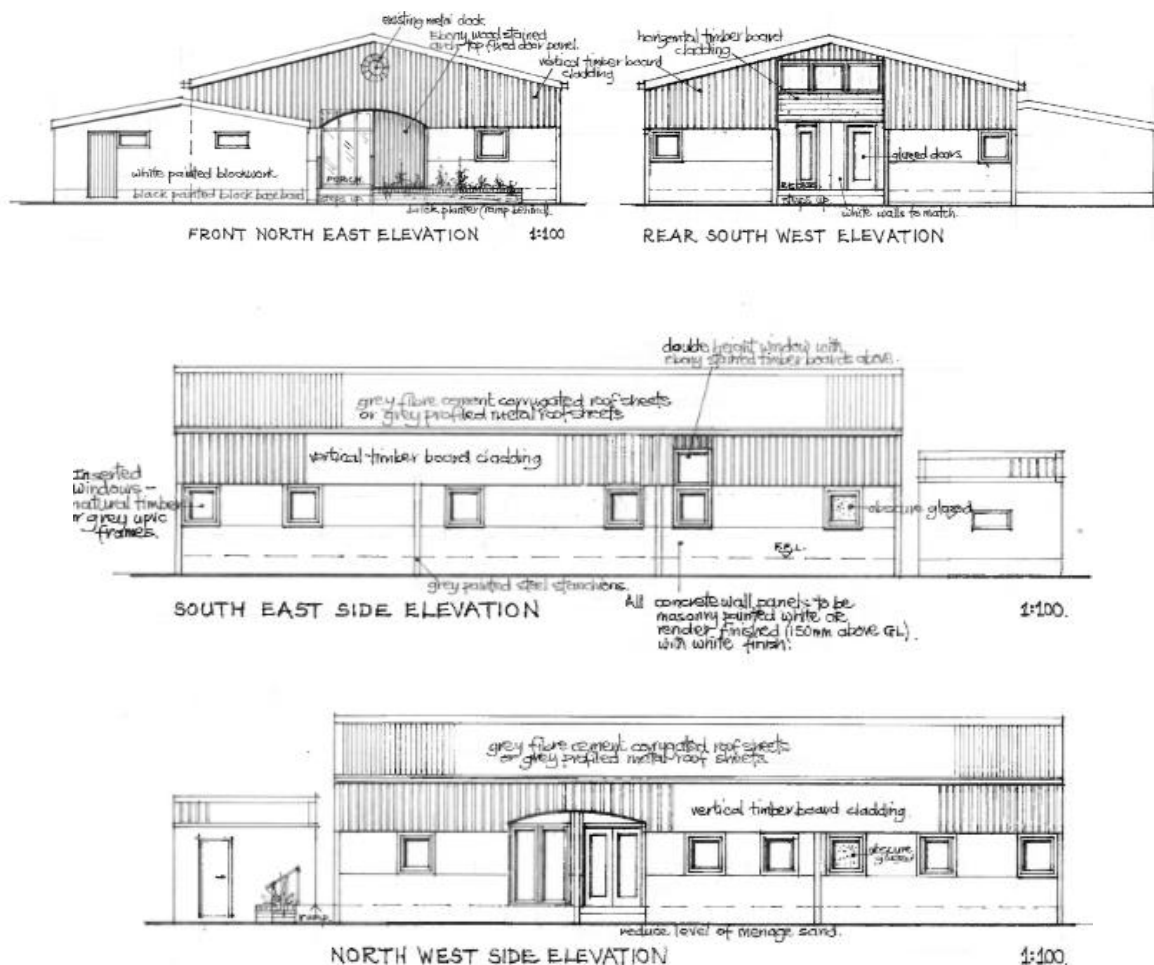 existing metal clock
Ebony wood stained
arch-top fixed door panel.
vertical timber board
cladding
white painted blockwork.
black painted block baseband
PORCH
steps up
brick planter (ramp behind).
FRONT NORTH EAST ELEVATION 1:100
horizontal timber board
cladding
glazed doors
steps up
white walls to match.
REAR SOUTH WEST ELEVATION
double height window with
ebony stained timber boards above.
grey fibre cement corrugated roof sheets
or grey profiled metal roof sheets
vertical timber board cladding
Inserted
windows -
natural timber
or grey upvc
frames.
obscure glazed
F.F.L.
grey painted steel stanchions.
All concrete wall panels to be
masonry painted white or
render finished (150mm above GL).
with white finish.
SOUTH EAST SIDE ELEVATION 1:100.
grey fibre cement corrugated roof sheets
or grey profiled metal roof sheets.
vertical timber board cladding
obscure
glazed
ramp
reduce level of menage sand.
NORTH WEST SIDE ELEVATION 1:100.